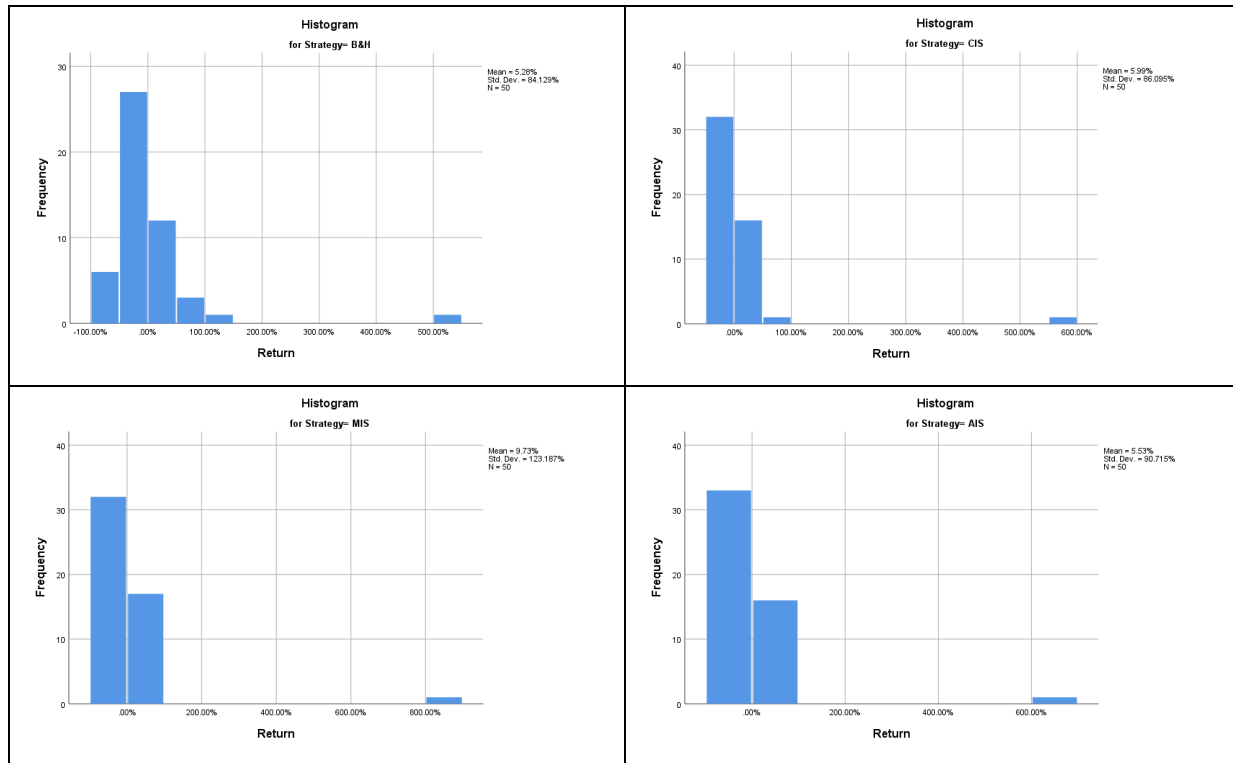 Histogram
for Strategy= B&H
Mean = 5.28%
Std. Dev. = 84.129%
N = 50
Frequency
30
20
10
0
-100.00% .00% 100.00% 200.00% 300.00% 400.00% 500.00%
Return
Histogram
for Strategy= CIS
Mean = 5.99%
Std. Dev. = 86.095%
N = 50
Frequency
40
30
20
10
0
.00% 100.00% 200.00% 300.00% 400.00% 500.00% 600.00%
Return
Histogram
for Strategy= MIS
Mean = 9.73%
Std. Dev. = 123.187%
N = 50
Frequency
40
30
20
10
0
.00% 200.00% 400.00% 600.00% 800.00%
Return
Histogram
for Strategy= AIS
Mean = 5.53%
Std. Dev. = 90.715%
N = 50
Frequency
40
30
20
10
0
.00% 200.00% 400.00% 600.00%
Return